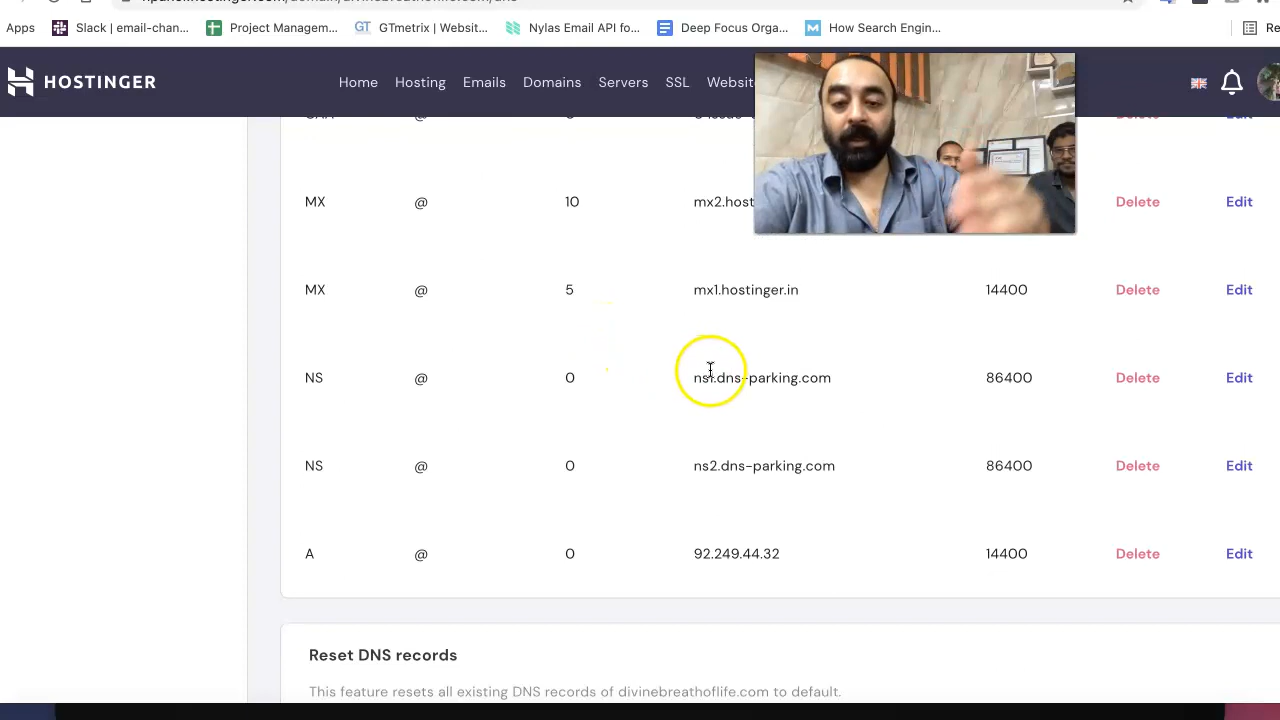 Apps Slack | email-chan... Project Managem... GTmetrix | Websit... Nylas Email API fo... Deep Focus Orga... How Search Engin...
HOSTINGER Home Hosting Emails Domains Servers SSL
MX @ 10 mx2.host Delete Edit
MX @ 5 mx1.hostinger.in 14400 Delete Edit
NS @ 0 ns1.dns-parking.com 86400 Delete Edit
NS @ 0 ns2.dns-parking.com 86400 Delete Edit
A @ 0 92.249.44.32 14400 Delete Edit
Reset DNS records
This feature resets all existing DNS records of divinebreathoflife.com to default.